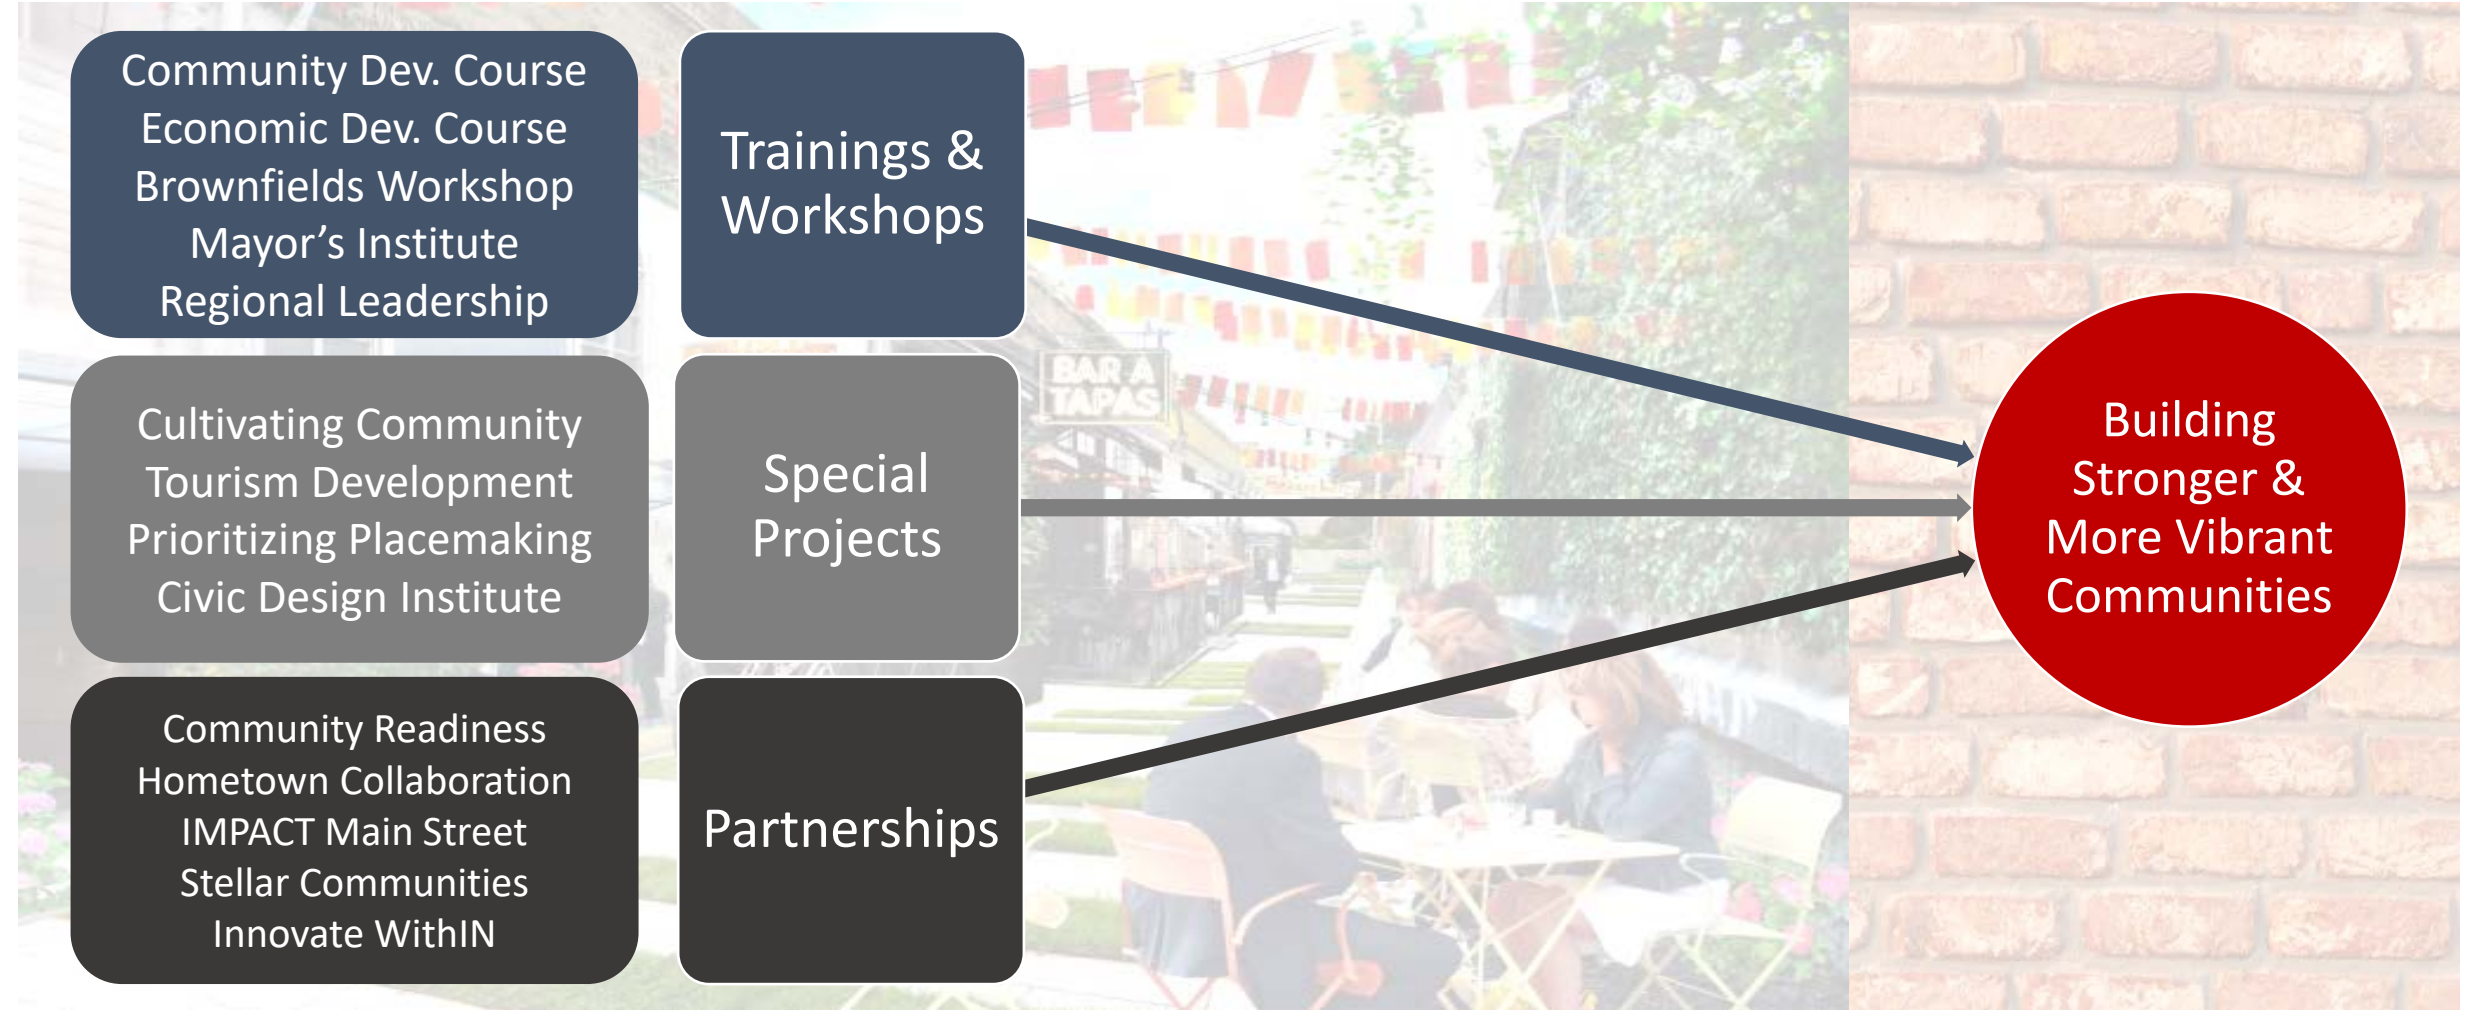 Community Dev. Course
Economic Dev. Course
Brownfields Workshop
Mayor’s Institute
Regional Leadership
Trainings &
Workshops
Cultivating Community
Tourism Development
Prioritizing Placemaking
Civic Design Institute
Special
Projects
Community Readiness
Hometown Collaboration
IMPACT Main Street
Stellar Communities
Innovate WithIN
Partnerships
BAR A
TAPAS
Building
Stronger &
More Vibrant
Communities